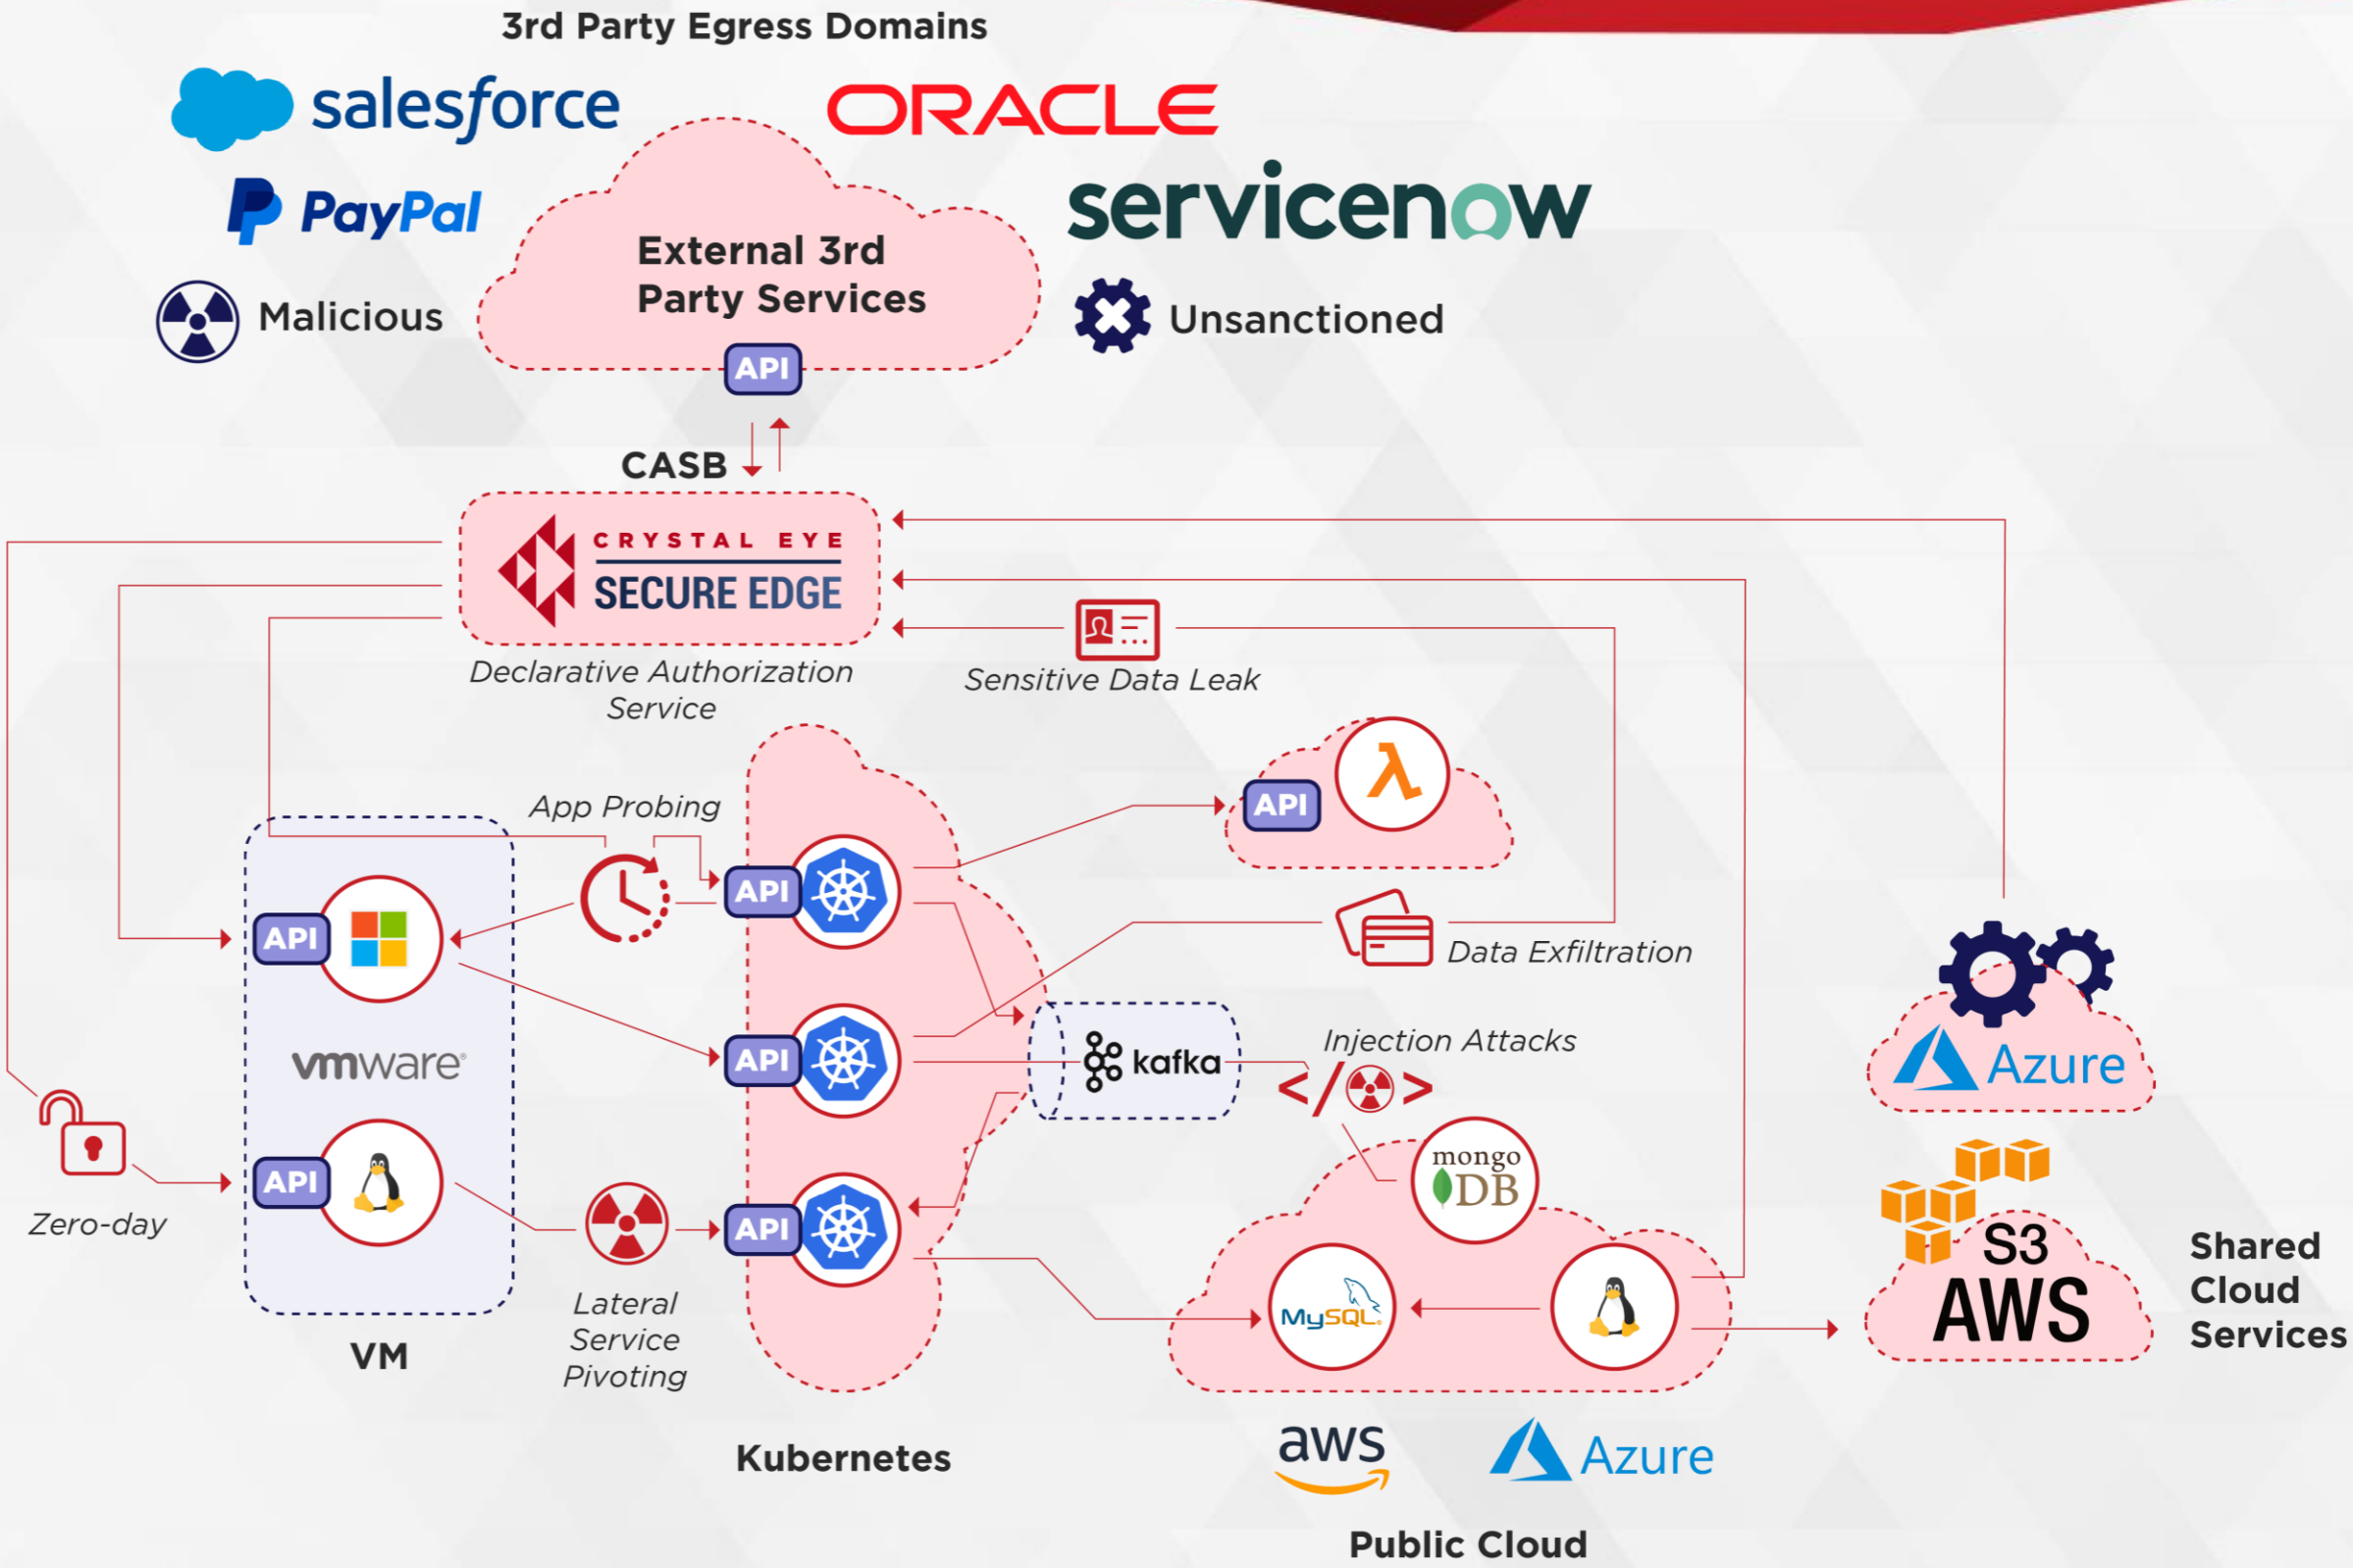 3rd Party Egress Domains
salesforce
ORACLE
PayPal
servicenow
External 3rd
Party Services
Malicious
Unsanctioned
API
CASB
CRYSTAL EYE
SECURE EDGE
Declarative Authorization
Service
Sensitive Data Leak
App Probing
API
API
API
Data Exfiltration
vmware®
API
kafka
Injection Attacks
</ >
Azure
mongo
DB
API
API
Zero-day
Lateral
Service
Pivoting
MySQL®
S3
AWS
Shared
Cloud
Services
VM
Kubernetes
aws
Azure
Public Cloud